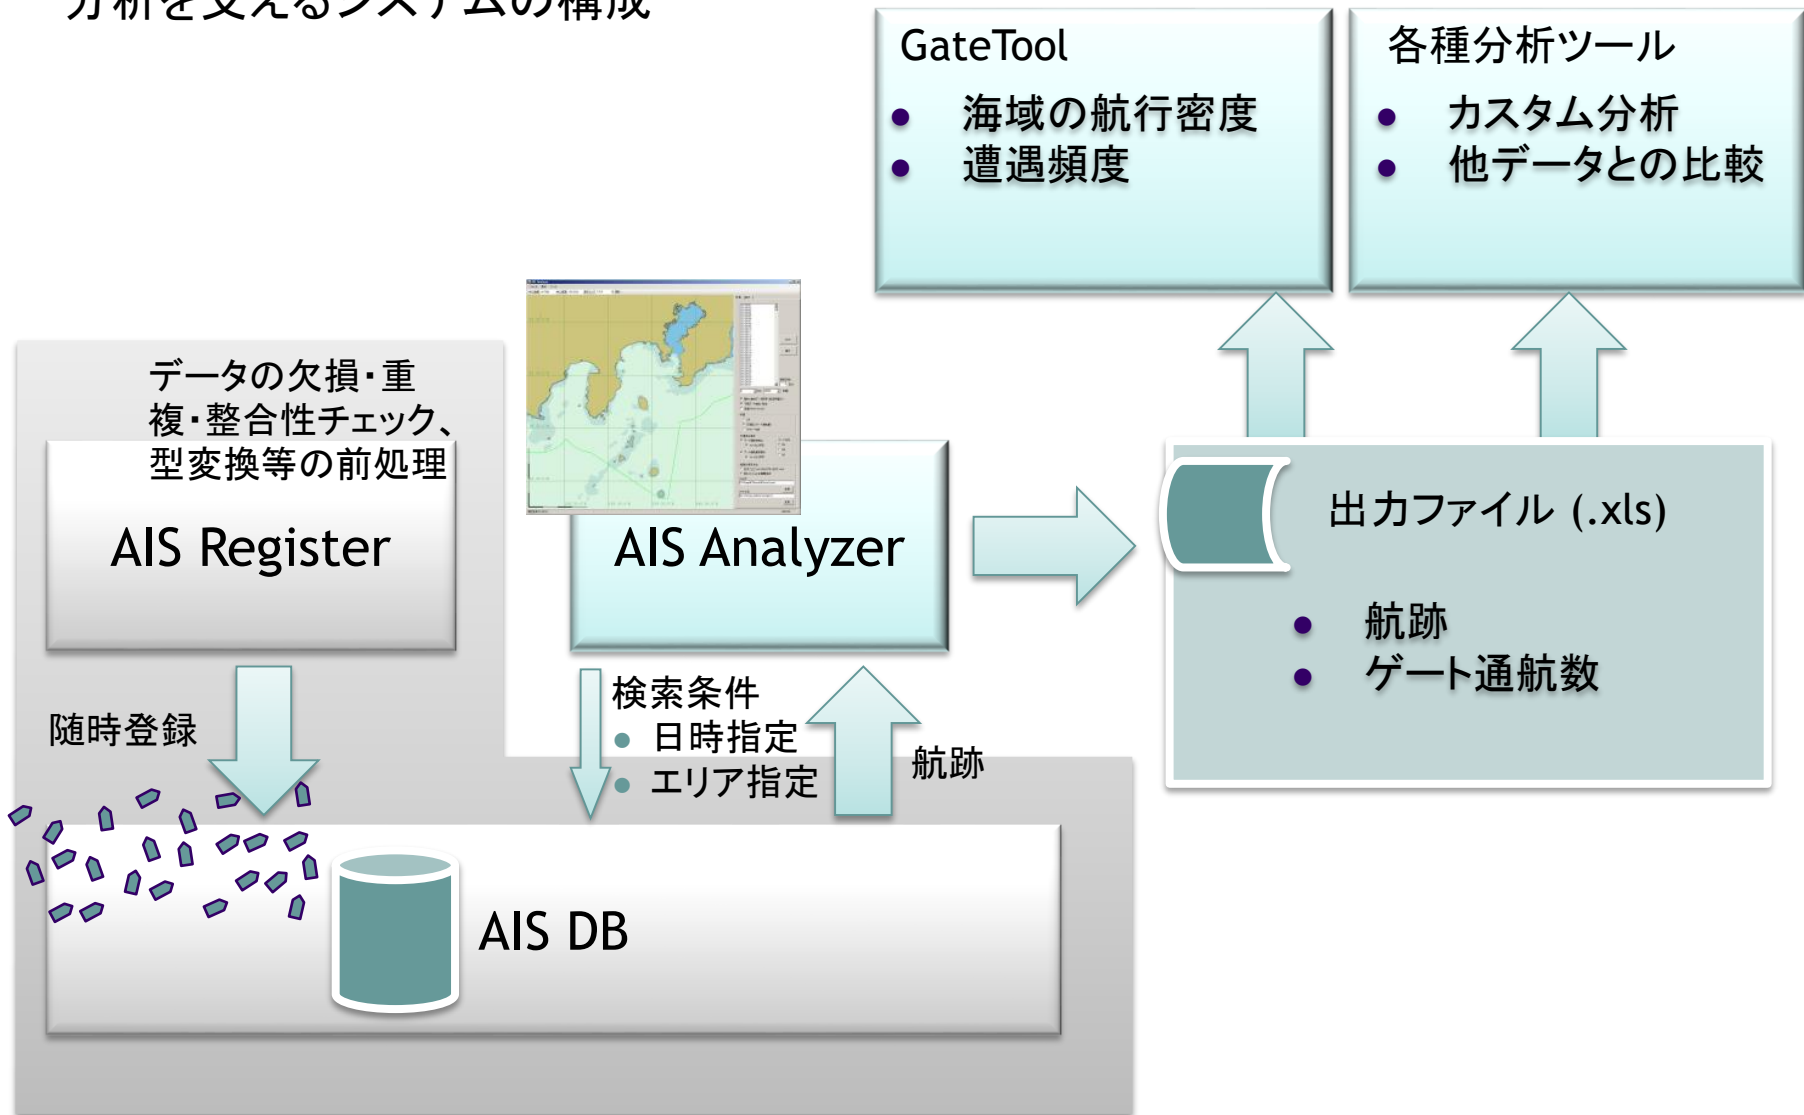 分析を支えるシステムの構成
GateTool
● 海域の航行密度
● 遭遇頻度
各種分析ツール
● カスタム分析
● 他データとの比較
データの欠損・重
複・整合性チェック、
型変換等の前処理
AIS Register
AIS Analyzer
出力ファイル (.xls)
● 航跡
● ゲート通航数
随時登録
検索条件
● 日時指定
● エリア指定
航跡
AIS DB